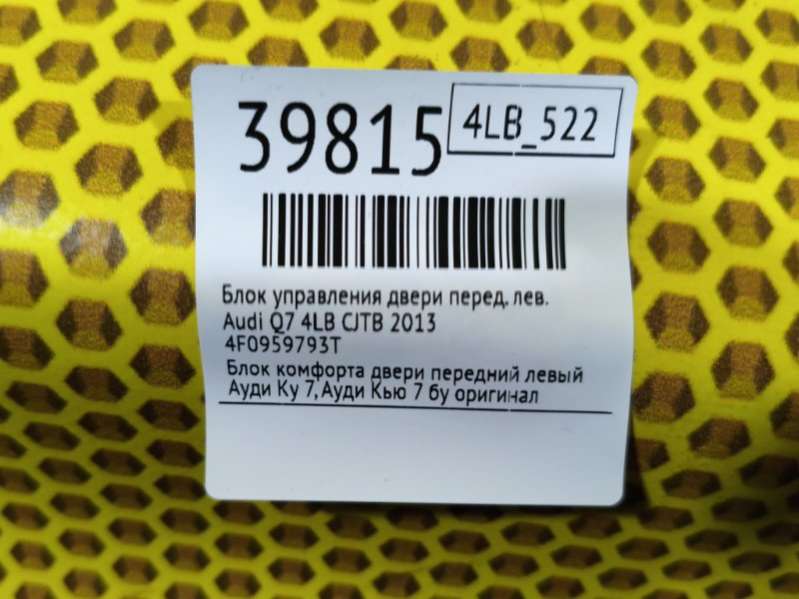 39815
4LB_522
Блок управления двери перед. лев.
Audi Q7 4LB CJTB 2013
4F0959793T
Блок комфорта двери передний левый
Ауди Ку 7, Ауди Кью 7 бу оригинал